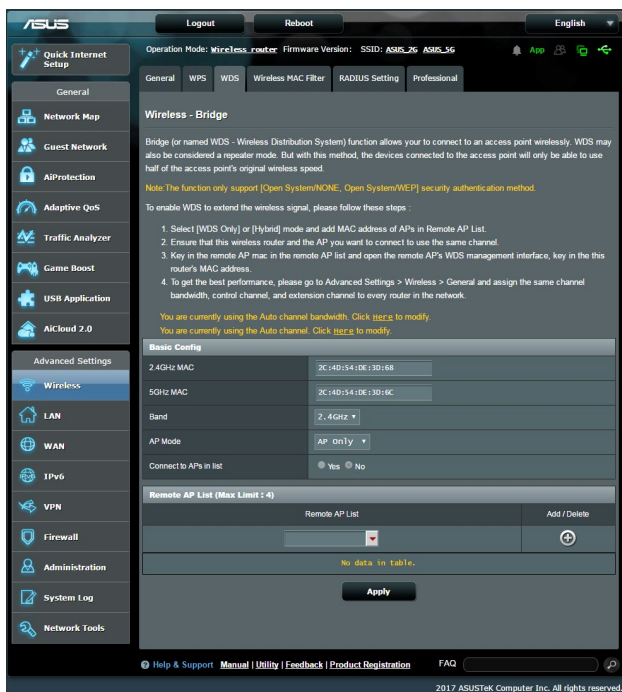 ASUS
Logout
Reboot
English
Quick Internet Setup
Operation Mode: Wireless router Firmware Version: SSID: ASUS_2G ASUS_5G
App
General WPS WDS Wireless MAC Filter RADIUS Setting Professional
General
Network Map
Guest Network
AiProtection
Adaptive QoS
Traffic Analyzer
Game Boost
USB Application
AiCloud 2.0
Advanced Settings
Wireless
LAN
WAN
IPv6
VPN
Firewall
Administration
System Log
Network Tools
Wireless - Bridge
Bridge (or named WDS - Wireless Distribution System) function allows your to connect to an access point wirelessly. WDS may
also be considered a repeater mode. But with this method, the devices connected to the access point will only be able to use
half of the access point's original wireless speed.
Note:The function only support [Open System/NONE, Open System/WEP] security authentication method.
To enable WDS to extend the wireless signal, please follow these steps :
1. Select [WDS Only] or [Hybrid] mode and add MAC address of APs in Remote AP List.
2. Ensure that this wireless router and the AP you want to connect to use the same channel.
3. Key in the remote AP mac in the remote AP list and open the remote AP's WDS management interface, key in the this
router's MAC address.
4. To get the best performance, please go to Advanced Settings > Wireless > General and assign the same channel
bandwidth, control channel, and extension channel to every router in the network.
You are currently using the Auto channel bandwidth. Click Here to modify.
You are currently using the Auto channel. Click Here to modify.
Basic Config
2.4GHz MAC 2C:4D:54:DE:3D:68
5GHz MAC 2C:4D:54:DE:3D:6C
Band 2.4GHz
AP Mode AP Only
Connect to APs in list Yes No
Remote AP List (Max Limit : 4)
Remote AP List Add / Delete
No data in table.
Apply
Help & Support Manual | Utility | Feedback | Product Registration FAQ
2017 ASUSTeK Computer Inc. All rights reserved.